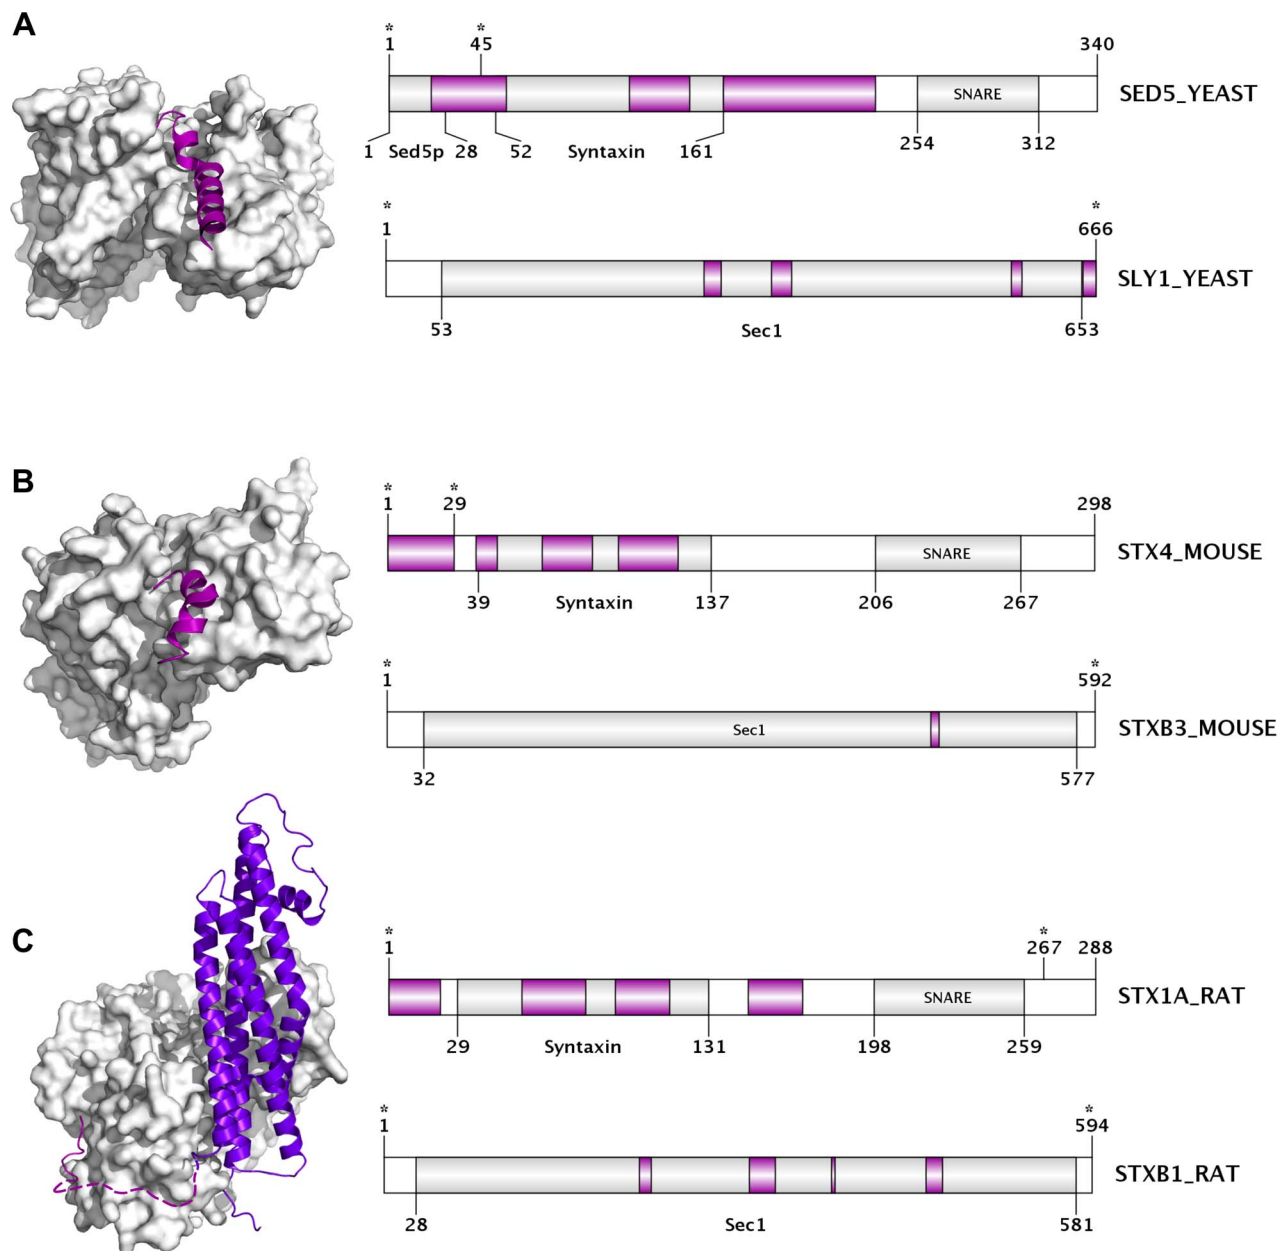 A
* *
1 45 340
SNARE
SED5_YEAST
1 Sed5p 28 52 Syntaxin 161 254 312
* *
1 666
SLY1_YEAST
53 Sec1 653
B
* *
1 29 298
SNARE
STX4_MOUSE
39 Syntaxin 137 206 267
* *
1 592
Sec1
STXB3_MOUSE
32 577
C
* *
1 267 288
SNARE
STX1A_RAT
29 Syntaxin 131 198 259
* *
1 594
STXB1_RAT
28 Sec1 581